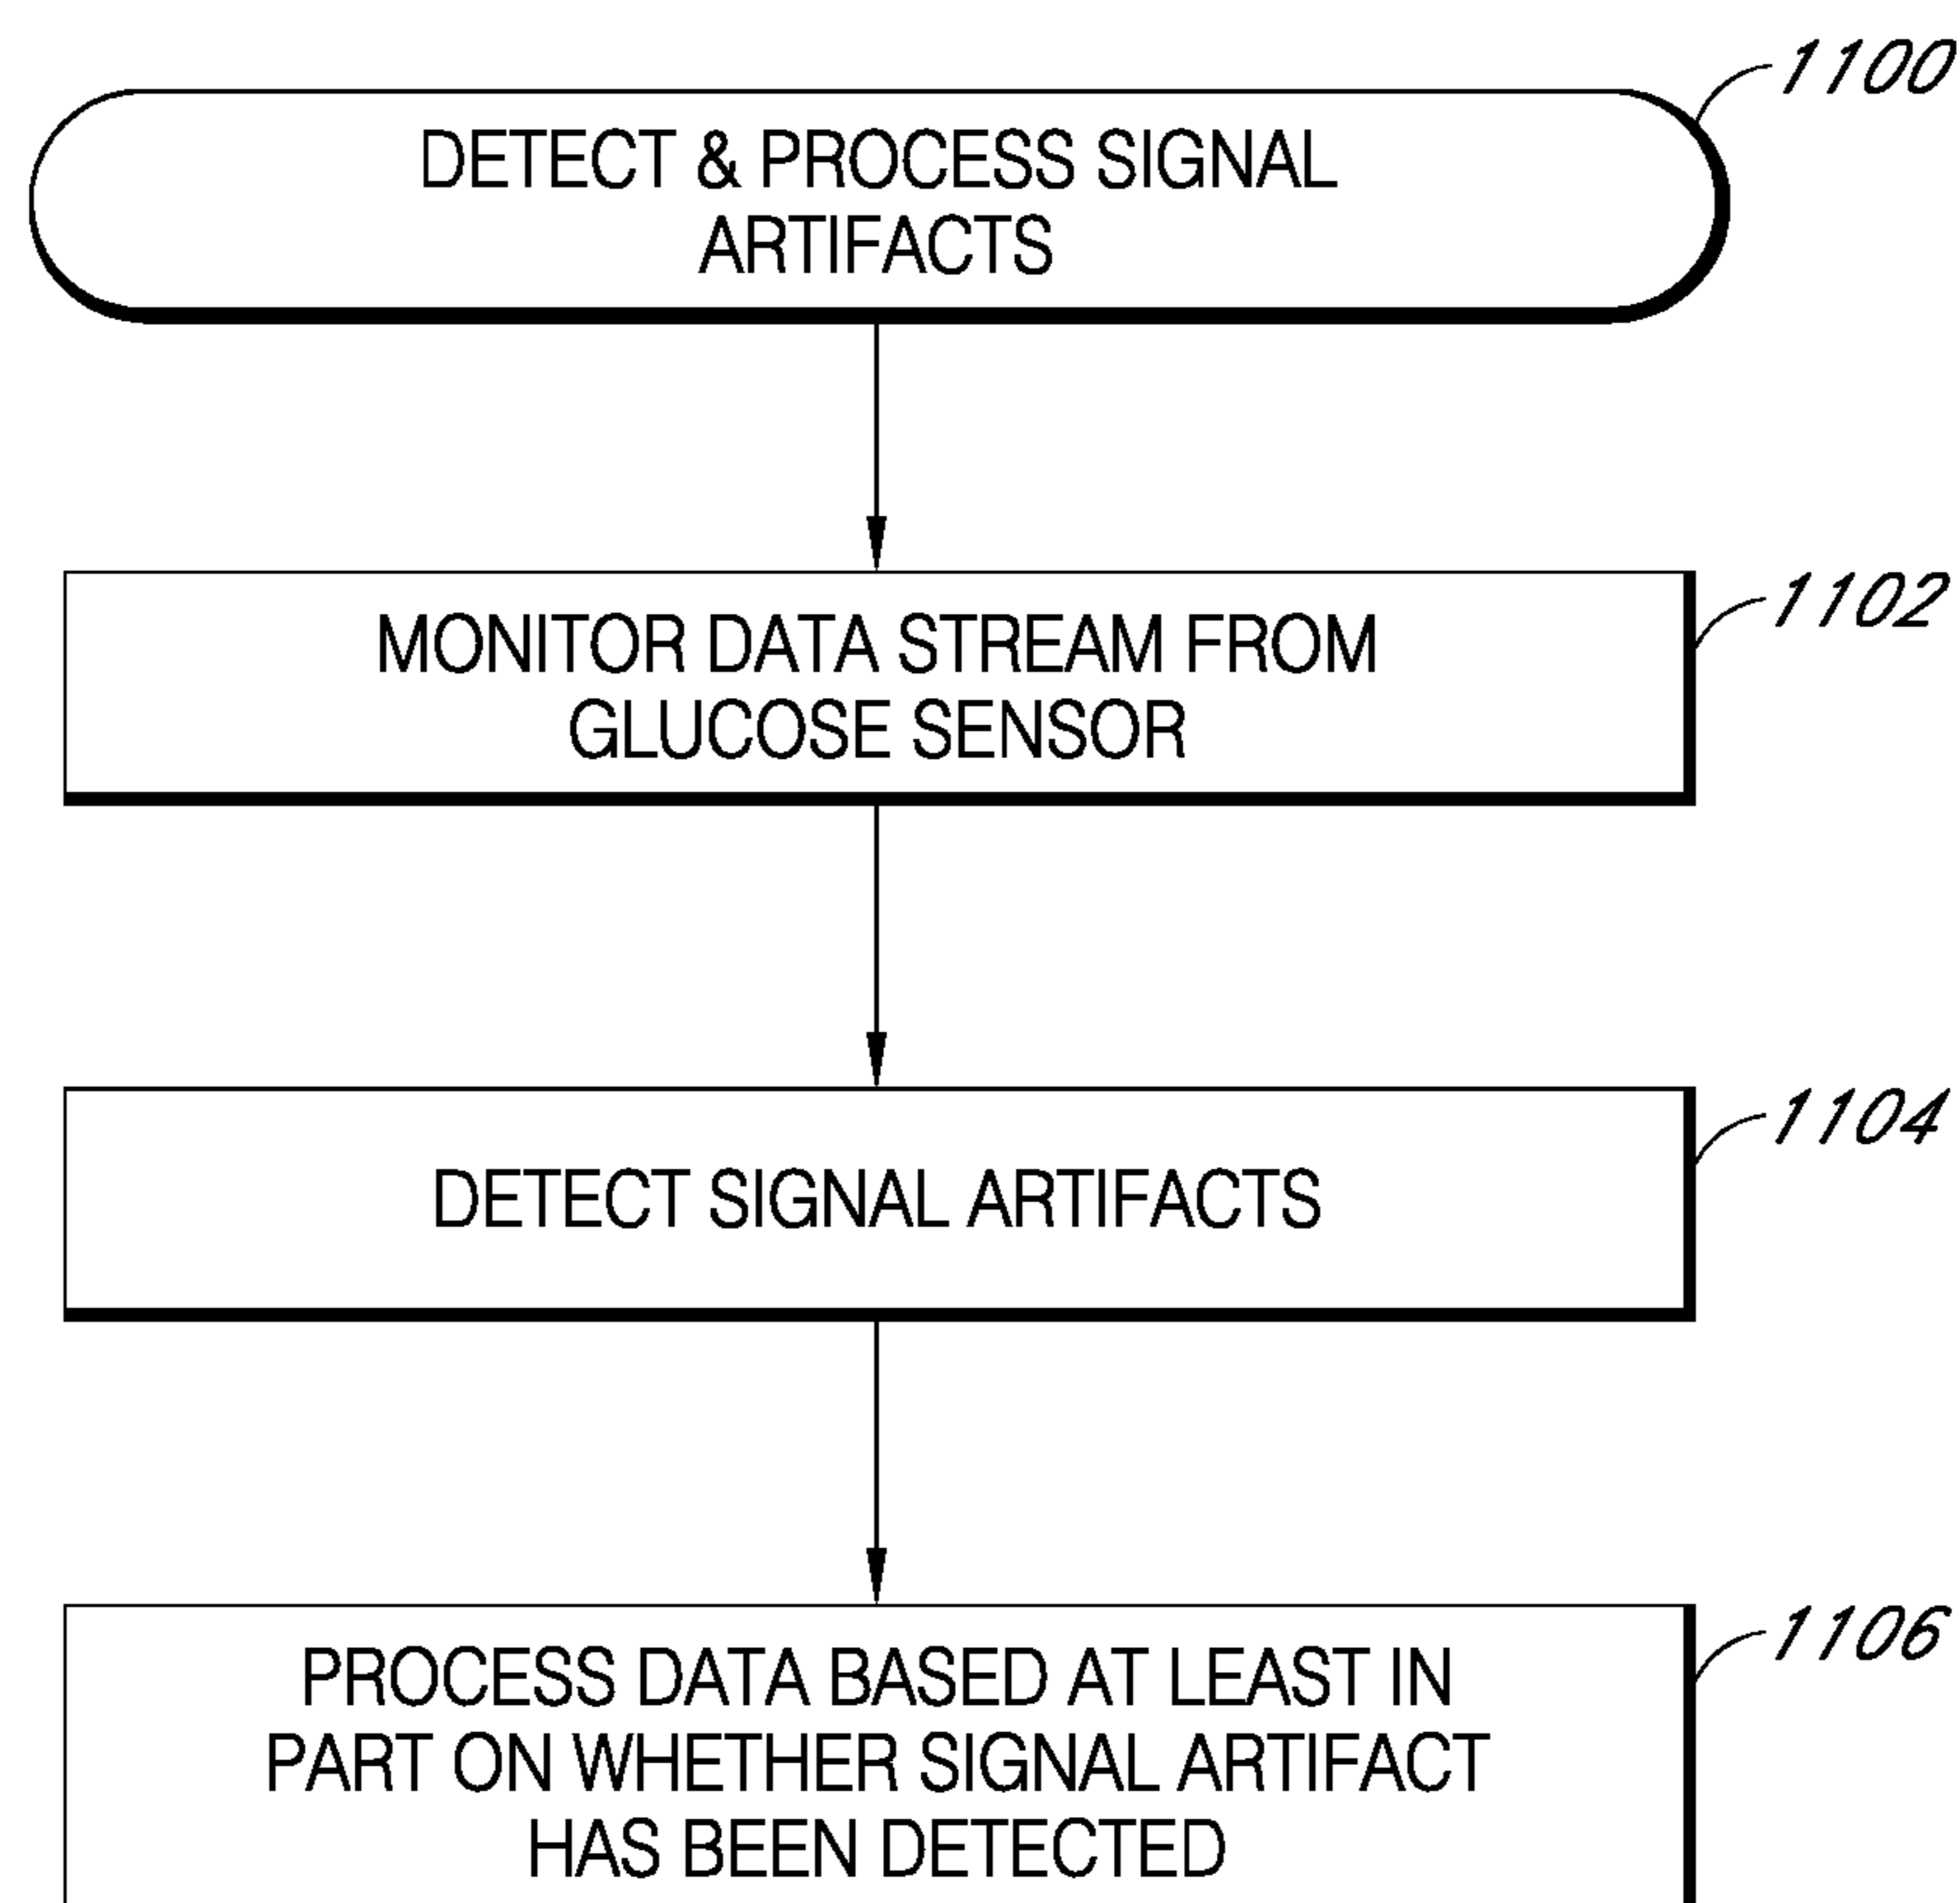 1100
DETECT & PROCESS SIGNAL
ARTIFACTS
1102
MONITOR DATA STREAM FROM
GLUCOSE SENSOR
1104
DETECT SIGNAL ARTIFACTS
1106
PROCESS DATA BASED AT LEAST IN
PART ON WHETHER SIGNAL ARTIFACT
HAS BEEN DETECTED